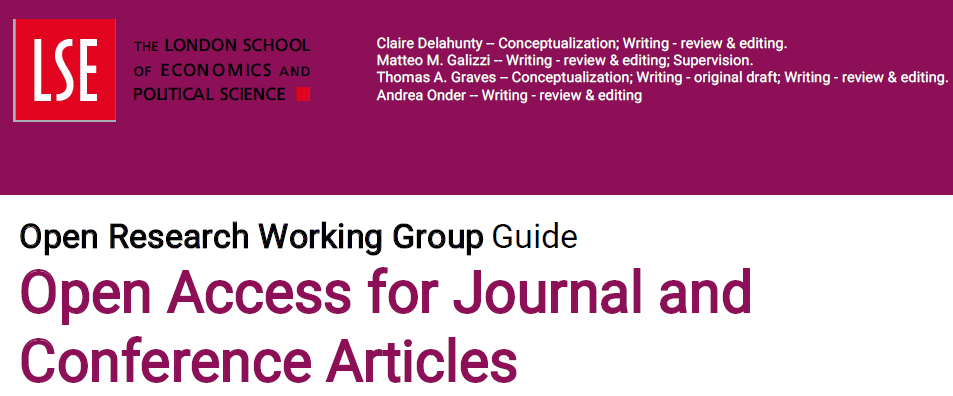 LSE
THE LONDON SCHOOL
OF ECONOMICS AND
POLITICAL SCIENCE
Claire Delahunty -- Conceptualization; Writing - review & editing.
Matteo M. Galizzi -- Writing - review & editing; Supervision.
Thomas A. Graves -- Conceptualization; Writing - original draft; Writing - review & editing.
Andrea Onder -- Writing - review & editing
Open Research Working Group Guide
Open Access for Journal and
Conference Articles